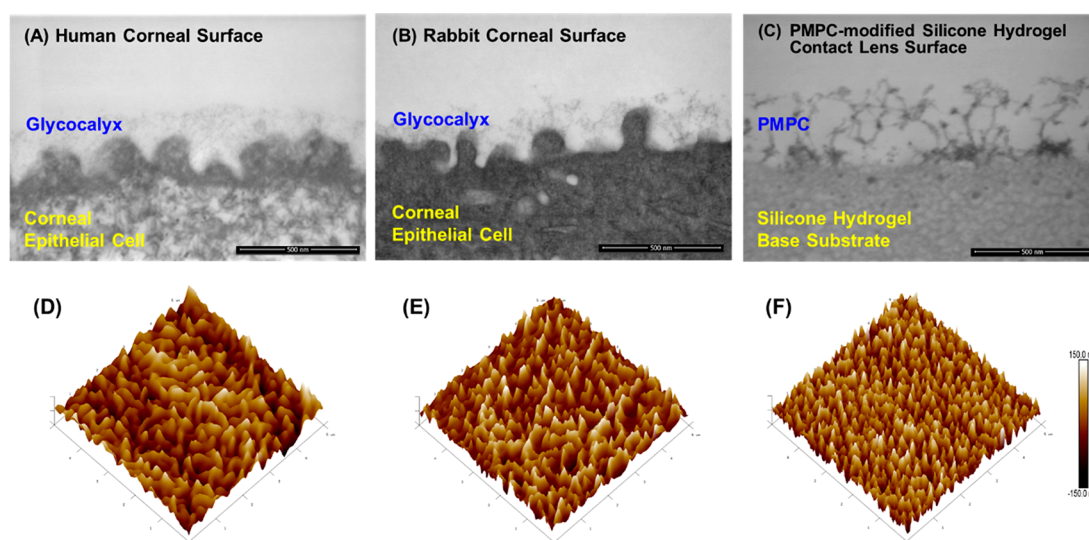 (A) Human Corneal Surface
Glycocalyx
Corneal
Epithelial Cell
500 nm
(B) Rabbit Corneal Surface
Glycocalyx
Corneal
Epithelial Cell
500 nm
(C) PMPC-modified Silicone Hydrogel
Contact Lens Surface
PMPC
Silicone Hydrogel
Base Substrate
500 nm
(D)
(E)
(F)
150.0
-150.0